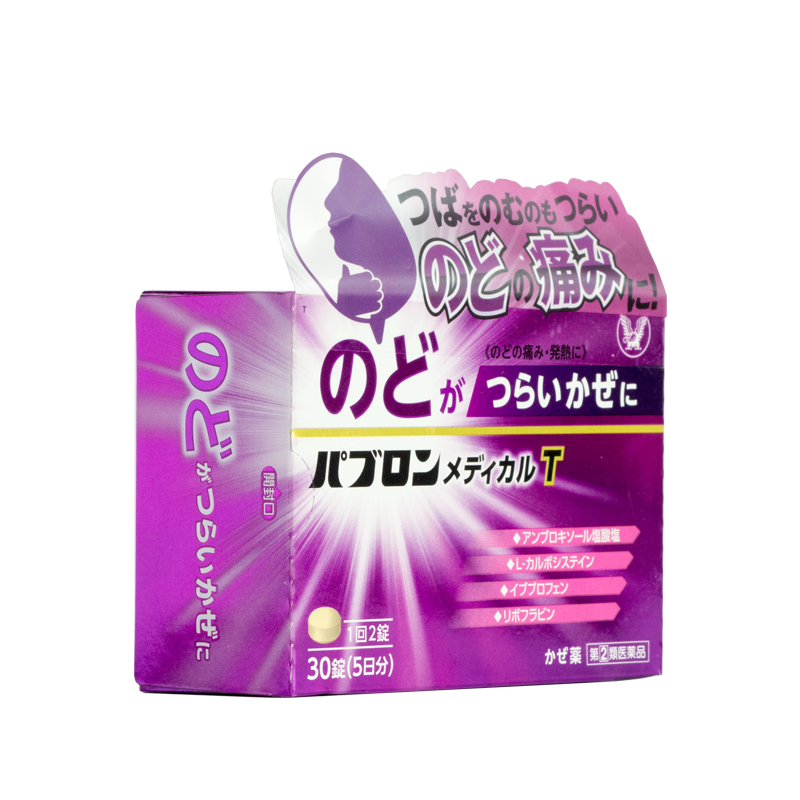 つばをのむのもつらい
のどの痛みに!
《のどの痛み・発熱に》
のどが
つらいかぜに
パブロンメディカルT
◆アンブロキソール塩酸塩
◆L-カルボシステイン
◆イブプロフェン
◆リボフラビン
1回2錠
30錠(5日分)
かぜ薬
指②類医薬品
のどがつらいかぜに
開封口
T